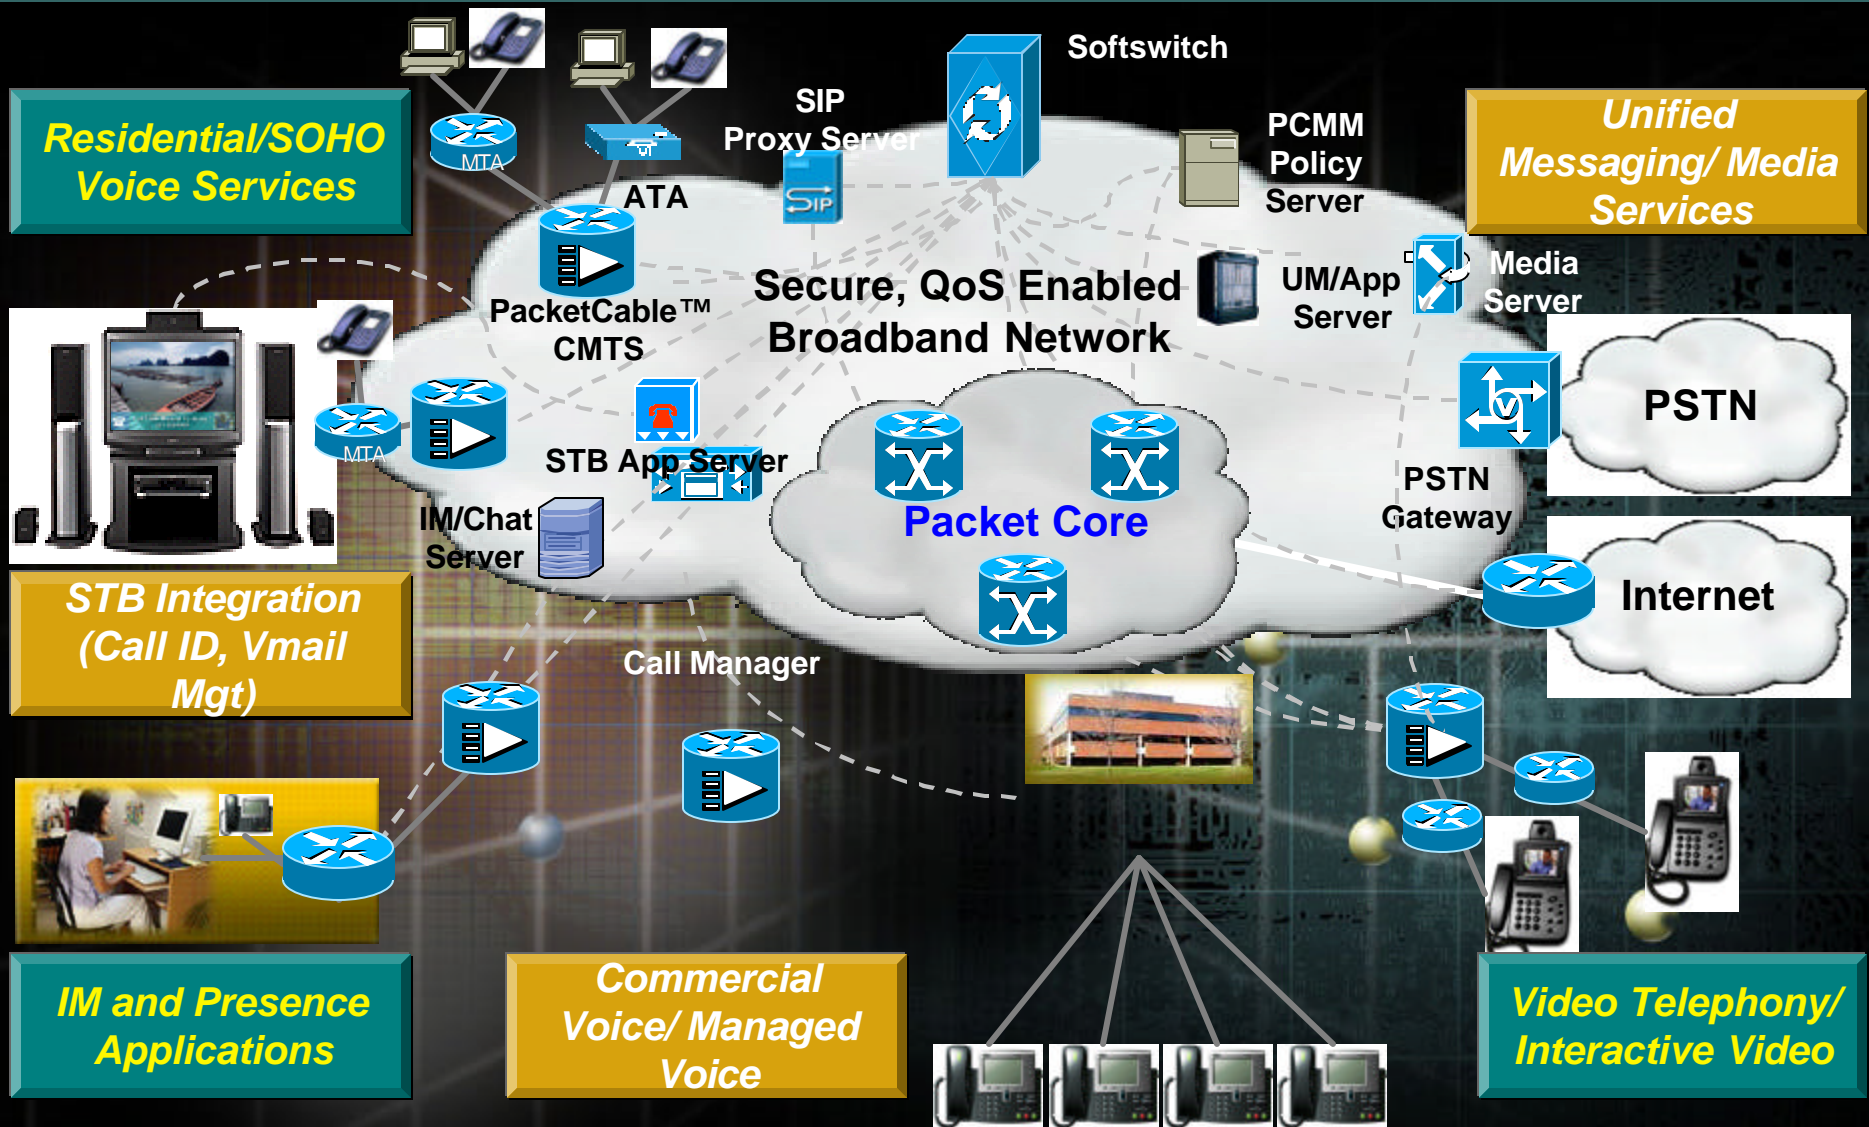 Softswitch
SIP
Proxy Server
PCMM
Policy
Server
Residential/SOHO
Voice Services
Unified
Messaging/ Media
Services
MTA
ATA
SIP
PacketCable™
CMTS
Secure, QoS Enabled
Broadband Network
UM/App
Server
Media
Server
PSTN
V
MTA
STB App Server
PSTN
Gateway
IM/Chat
Server
Packet Core
Internet
STB Integration
(Call ID, Vmail
Mgt)
Call Manager
IM and Presence
Applications
Commercial
Voice/ Managed
Voice
Video Telephony/
Interactive Video